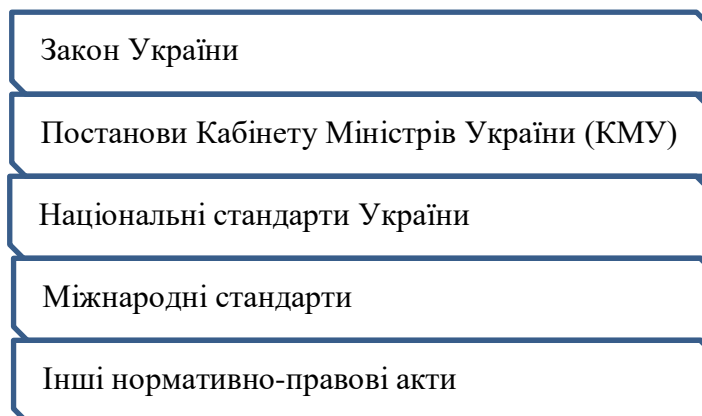 Закон України
Постанови Кабінету Міністрів України (КМУ)
Національні стандарти України
Міжнародні стандарти
Інші нормативно-правові акти